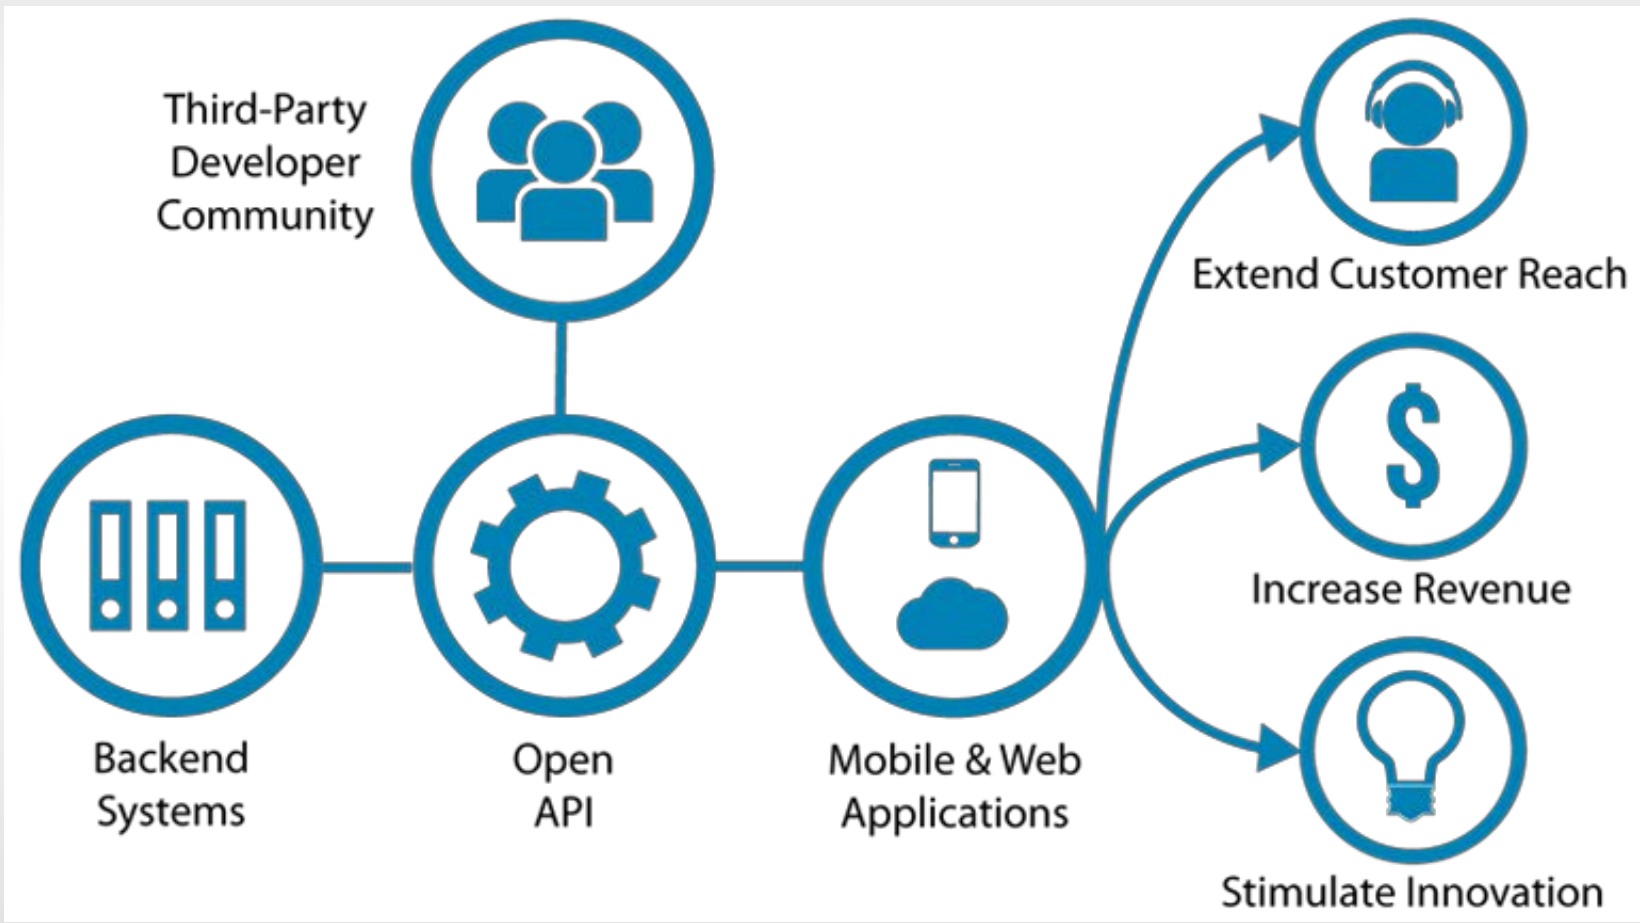 Third-Party
Developer
Community
Extend Customer Reach
$
Increase Revenue
Backend
Systems
Open
API
Mobile & Web
Applications
Stimulate Innovation